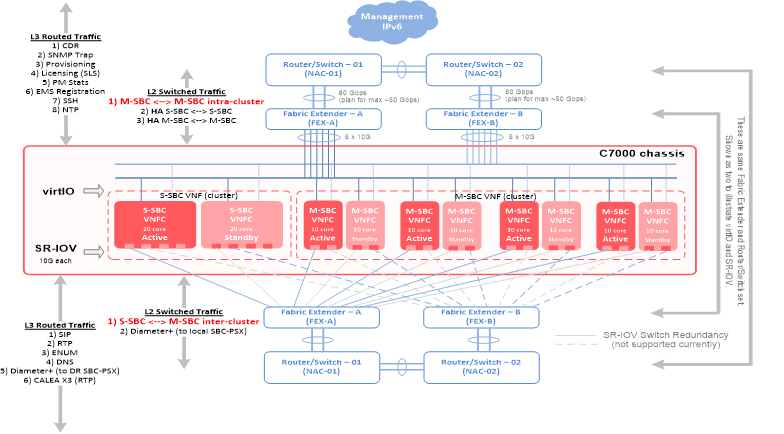 Management
IPv6
L3 Routed Traffic
1) CDR
2) SNMP Trap
3) Provisioning
4) Licensing (SLS)
5) PM Stats
6) EMS Registration
7) SSH
8) NTP
L2 Switched Traffic
1) M-SBC <--> M-SBC intra-cluster
2) HA S-SBC <--> S-SBC
3) HA M-SBC <--> M-SBC
Router/Switch – 01
(NAC-01)
Router/Switch – 02
(NAC-02)
80 Gbps
(plan for max ~50 Gbps)
80 Gbps
(plan for max ~50 Gbps)
Fabric Extender – A
(FEX-A)
Fabric Extender – B
(FEX-B)
6 x 10G
6 x 10G
C7000 chassis
virtIO
SR-IOV
10G each
S-SBC VNF (cluster)
S-SBC
VNFC
20 core
Active
S-SBC
VNFC
20 core
Standby
M-SBC VNF (cluster)
M-SBC
VNFC
10 core
Active
M-SBC
VNFC
10 core
Standby
M-SBC
VNFC
10 core
Active
M-SBC
VNFC
10 core
Standby
M-SBC
VNFC
10 core
Active
M-SBC
VNFC
10 core
Standby
M-SBC
VNFC
10 core
Active
M-SBC
VNFC
10 core
Standby
These are same Fabric Extender and Router/Switch set.
Shown as two to illustrate virtIO and SR-IOV.
L3 Routed Traffic
1) SIP
2) RTP
3) ENUM
4) DNS
5) Diameter+ (to DR SBC-PSX)
6) CALEA X3 (RTP)
L2 Switched Traffic
1) S-SBC <--> M-SBC inter-cluster
2) Diameter+ (to local SBC-PSX)
Fabric Extender – A
(FEX-A)
Fabric Extender – B
(FEX-B)
Router/Switch – 01
(NAC-01)
Router/Switch – 02
(NAC-02)
SR-IOV Switch Redundancy
(not supported currently)